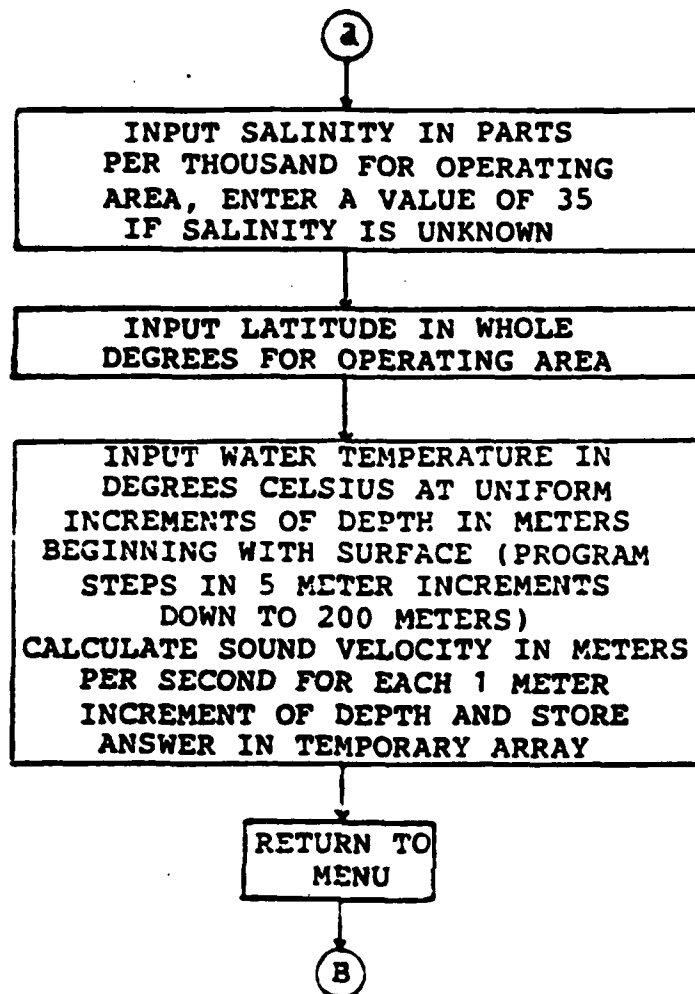 a
INPUT SALINITY IN PARTS
PER THOUSAND FOR OPERATING
AREA, ENTER A VALUE OF 35
IF SALINITY IS UNKNOWN
INPUT LATITUDE IN WHOLE
DEGREES FOR OPERATING AREA
INPUT WATER TEMPERATURE IN
DEGREES CELSIUS AT UNIFORM
INCREMENTS OF DEPTH IN METERS
BEGINNING WITH SURFACE (PROGRAM
STEPS IN 5 METER INCREMENTS
DOWN TO 200 METERS)
CALCULATE SOUND VELOCITY IN METERS
PER SECOND FOR EACH 1 METER
INCREMENT OF DEPTH AND STORE
ANSWER IN TEMPORARY ARRAY
RETURN TO
MENU
B